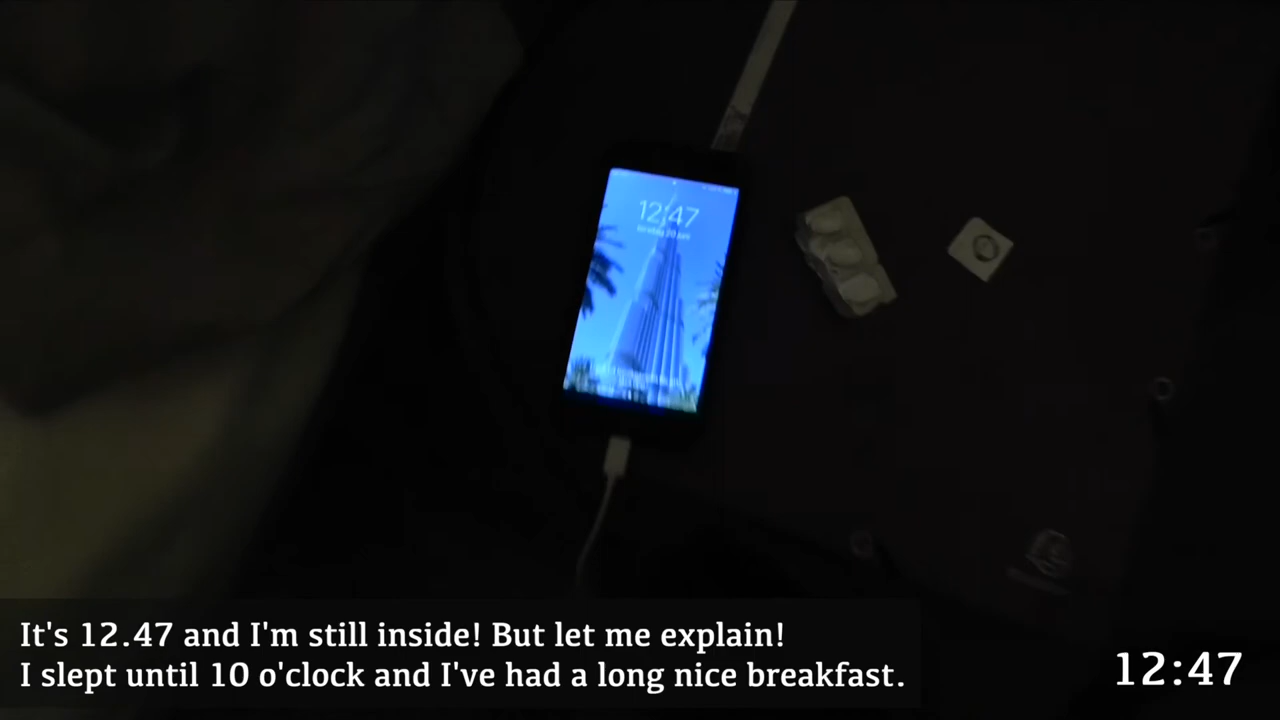 12:47
It's 12.47 and I'm still inside! But let me explain!
I slept until 10 o'clock and I've had a long nice breakfast.
12:47